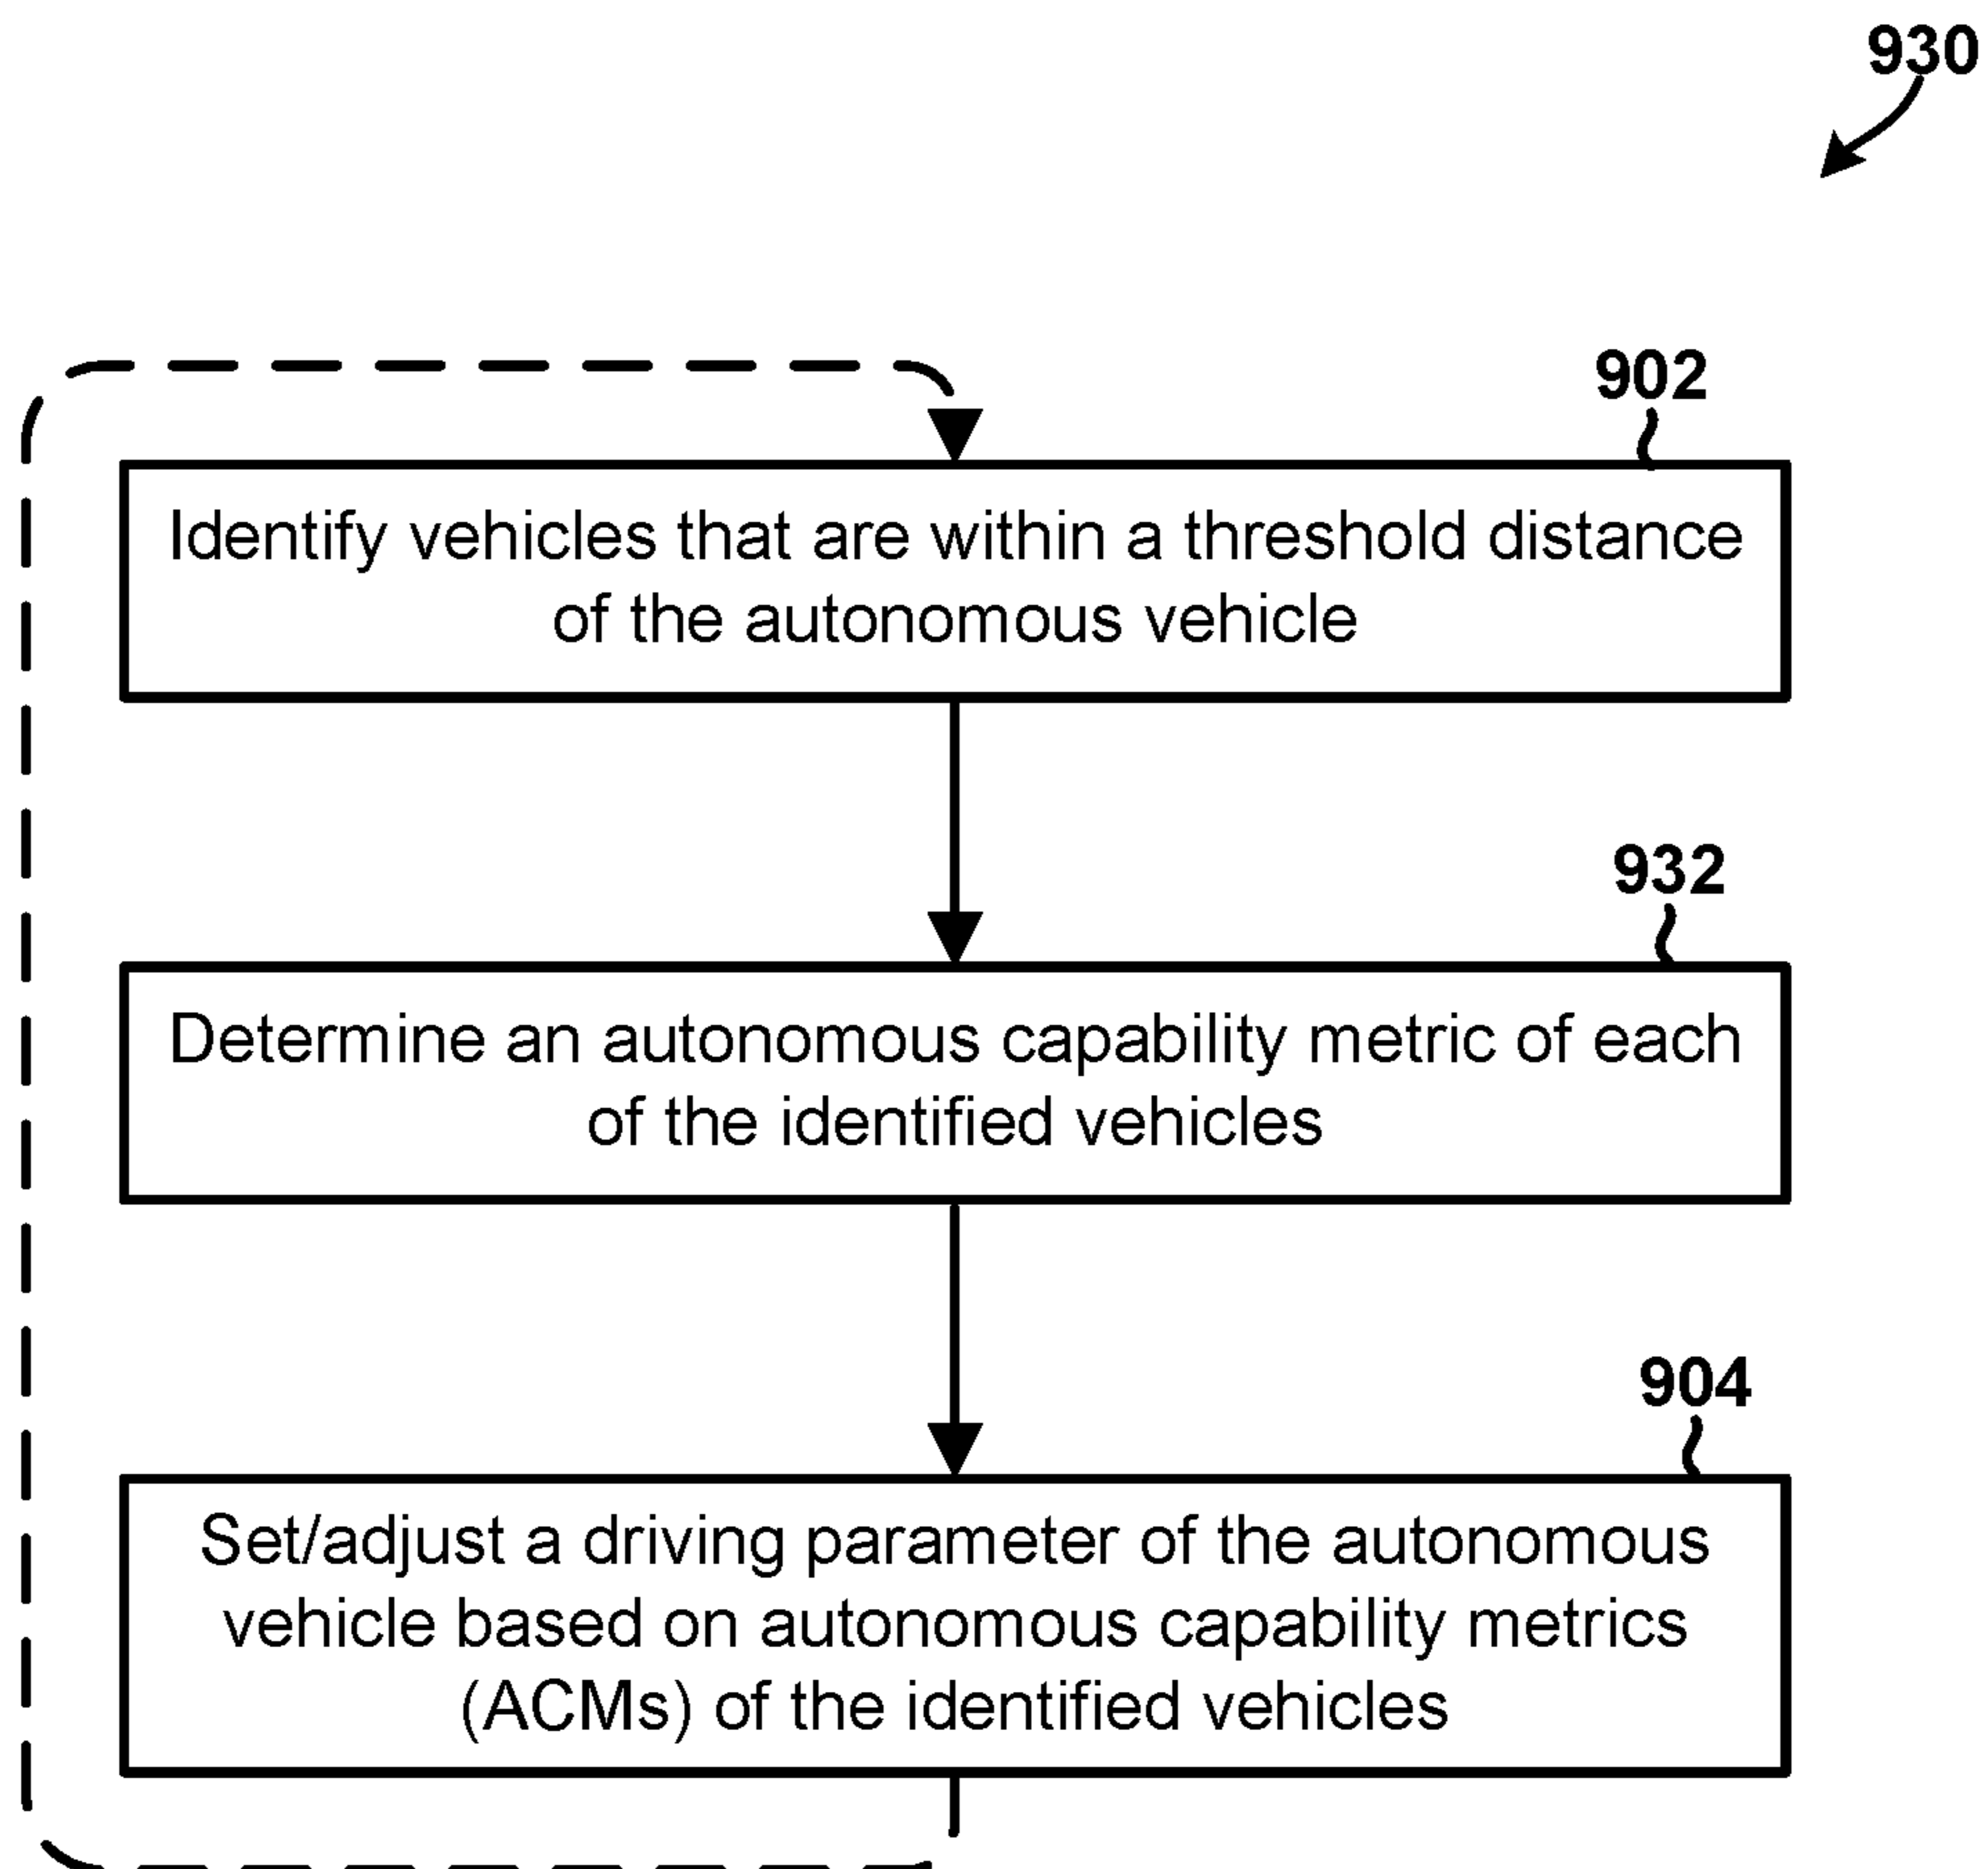 930
902
Identify vehicles that are within a threshold distance
of the autonomous vehicle
932
Determine an autonomous capability metric of each
of the identified vehicles
904
Set/adjust a driving parameter of the autonomous
vehicle based on autonomous capability metrics
(ACMs) of the identified vehicles